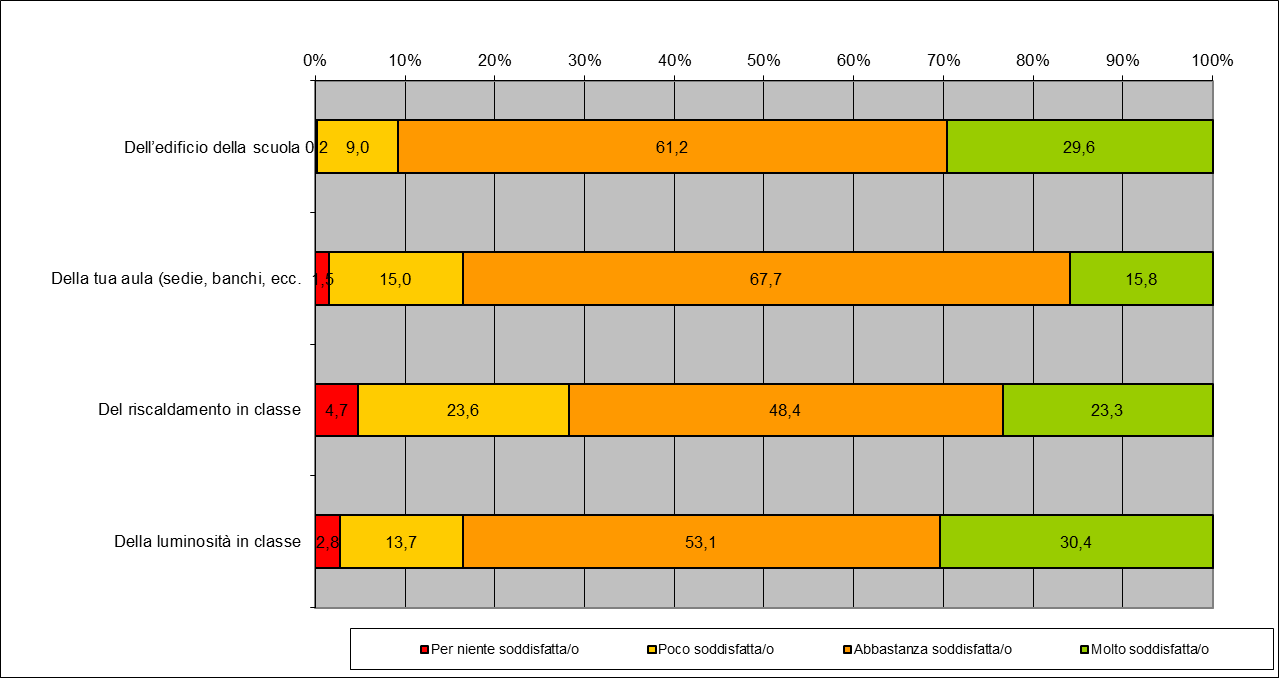 0% 10% 20% 30% 40% 50% 60% 70% 80% 90% 100%
Dell'edificio della scuola 0,2 9,0 61,2 29,6
Della tua aula (sedie, banchi, ecc. 1,5 15,0 67,7 15,8
Del riscaldamento in classe 4,7 23,6 48,4 23,3
Della luminosità in classe 2,8 13,7 53,1 30,4
Per niente soddisfatta/o Poco soddisfatta/o Abbastanza soddisfatta/o Molto soddisfatta/o